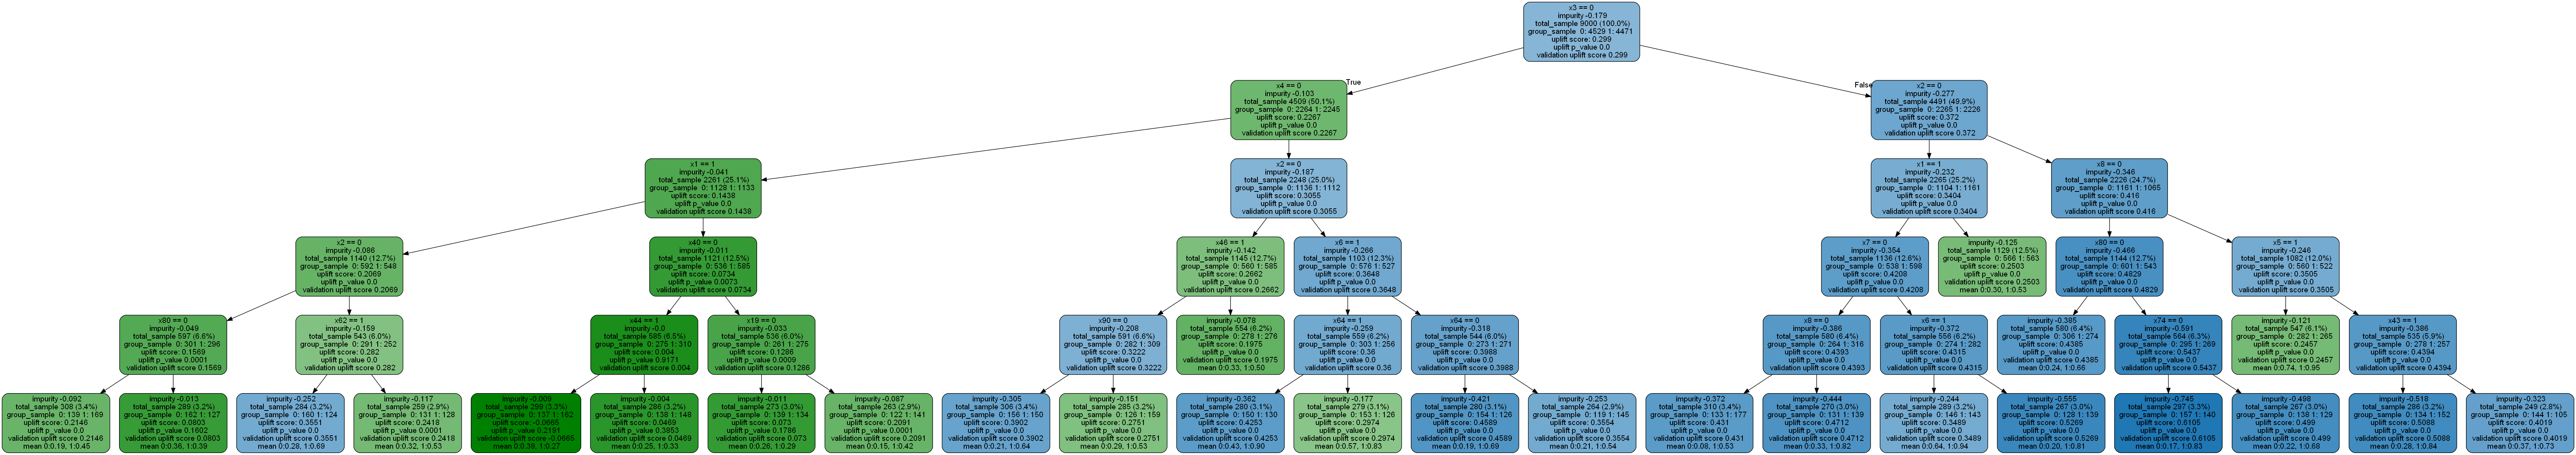 x3 == 0
impurity -0.179
total_sample 9000 (100.0%)
group_sample 0: 4529 1: 4471
uplift score: 0.299
uplift p_value 0.0
validation uplift score 0.299
True
False
x4 == 0
impurity -0.103
total_sample 4509 (50.1%)
group_sample 0: 2264 1: 2245
uplift score: 0.2267
uplift p_value 0.0
validation uplift score 0.2267
x2 == 0
impurity -0.277
total_sample 4491 (49.9%)
group_sample 0: 2265 1: 2226
uplift score: 0.372
uplift p_value 0.0
validation uplift score 0.372
x1 == 1
impurity -0.041
total_sample 2261 (25.1%)
group_sample 0: 1128 1: 1133
uplift score: 0.1438
uplift p_value 0.0
validation uplift score 0.1438
x2 == 0
impurity -0.187
total_sample 2248 (25.0%)
group_sample 0: 1136 1: 1112
uplift score: 0.3055
uplift p_value 0.0
validation uplift score 0.3055
x1 == 1
impurity -0.232
total_sample 2265 (25.2%)
group_sample 0: 1104 1: 1161
uplift score: 0.3404
uplift p_value 0.0
validation uplift score 0.3404
x8 == 0
impurity -0.346
total_sample 2226 (24.7%)
group_sample 0: 1161 1: 1065
uplift score: 0.416
uplift p_value 0.0
validation uplift score 0.416
x2 == 0
impurity -0.086
total_sample 1140 (12.7%)
group_sample 0: 592 1: 548
uplift score: 0.2069
uplift p_value 0.0
validation uplift score 0.2069
x40 == 0
impurity -0.011
total_sample 1121 (12.5%)
group_sample 0: 536 1: 585
uplift score: 0.0734
uplift p_value 0.0073
validation uplift score 0.0734
x46 == 1
impurity -0.142
total_sample 1145 (12.7%)
group_sample 0: 560 1: 585
uplift score: 0.2662
uplift p_value 0.0
validation uplift score 0.2662
x6 == 1
impurity -0.266
total_sample 1103 (12.3%)
group_sample 0: 576 1: 527
uplift score: 0.3648
uplift p_value 0.0
validation uplift score 0.3648
x7 == 0
impurity -0.354
total_sample 1136 (12.6%)
group_sample 0: 538 1: 598
uplift score: 0.4208
uplift p_value 0.0
validation uplift score 0.4208
impurity -0.125
total_sample 1129 (12.5%)
group_sample 0: 566 1: 563
uplift score: 0.2503
uplift p_value 0.0
validation uplift score 0.2503
mean 0:0.30, 1:0.53
x80 == 0
impurity -0.466
total_sample 1144 (12.7%)
group_sample 0: 601 1: 543
uplift score: 0.4829
uplift p_value 0.0
validation uplift score 0.4829
x5 == 1
impurity -0.246
total_sample 1082 (12.0%)
group_sample 0: 560 1: 522
uplift score: 0.3505
uplift p_value 0.0
validation uplift score 0.3505
x80 == 0
impurity -0.049
total_sample 597 (6.6%)
group_sample 0: 301 1: 296
uplift score: 0.1569
uplift p_value 0.0001
validation uplift score 0.1569
x62 == 1
impurity -0.159
total_sample 543 (6.0%)
group_sample 0: 291 1: 252
uplift score: 0.282
uplift p_value 0.0
validation uplift score 0.282
x44 == 1
impurity -0.0
total_sample 585 (6.5%)
group_sample 0: 275 1: 310
uplift score: 0.004
uplift p_value 0.9171
validation uplift score 0.004
x19 == 0
impurity -0.033
total_sample 536 (6.0%)
group_sample 0: 261 1: 275
uplift score: 0.1286
uplift p_value 0.0009
validation uplift score 0.1286
x90 == 0
impurity -0.208
total_sample 591 (6.6%)
group_sample 0: 282 1: 309
uplift score: 0.3222
uplift p_value 0.0
validation uplift score 0.3222
impurity -0.078
total_sample 554 (6.2%)
group_sample 0: 278 1: 276
uplift score: 0.1975
uplift p_value 0.0
validation uplift score 0.1975
mean 0:0.33, 1:0.50
x64 == 1
impurity -0.259
total_sample 559 (6.2%)
group_sample 0: 303 1: 256
uplift score: 0.36
uplift p_value 0.0
validation uplift score 0.36
x64 == 0
impurity -0.318
total_sample 544 (6.0%)
group_sample 0: 273 1: 271
uplift score: 0.3988
uplift p_value 0.0
validation uplift score 0.3988
x8 == 0
impurity -0.386
total_sample 580 (6.4%)
group_sample 0: 264 1: 316
uplift score: 0.4393
uplift p_value 0.0
validation uplift score 0.4393
x6 == 1
impurity -0.372
total_sample 556 (6.2%)
group_sample 0: 274 1: 282
uplift score: 0.4315
uplift p_value 0.0
validation uplift score 0.4315
impurity -0.385
total_sample 580 (6.4%)
group_sample 0: 306 1: 274
uplift score: 0.4385
uplift p_value 0.0
validation uplift score 0.4385
mean 0:0.24, 1:0.66
x74 == 0
impurity -0.591
total_sample 564 (6.3%)
group_sample 0: 295 1: 269
uplift score: 0.5437
uplift p_value 0.0
validation uplift score 0.5437
impurity -0.121
total_sample 547 (6.1%)
group_sample 0: 282 1: 265
uplift score: 0.2457
uplift p_value 0.0
validation uplift score 0.2457
mean 0:0.74, 1:0.95
x43 == 1
impurity -0.386
total_sample 535 (5.9%)
group_sample 0: 278 1: 257
uplift score: 0.4394
uplift p_value 0.0
validation uplift score 0.4394
impurity -0.092
total_sample 308 (3.4%)
group_sample 0: 139 1: 169
uplift score: 0.2146
uplift p_value 0.0
validation uplift score 0.2146
mean 0:0.19, 1:0.45
impurity -0.013
total_sample 289 (3.2%)
group_sample 0: 162 1: 127
uplift score: 0.0803
uplift p_value 0.1602
validation uplift score 0.0803
mean 0:0.36, 1:0.39
impurity -0.252
total_sample 284 (3.2%)
group_sample 0: 160 1: 124
uplift score: 0.3551
uplift p_value 0.0
validation uplift score 0.3551
mean 0:0.28, 1:0.69
impurity -0.117
total_sample 259 (2.9%)
group_sample 0: 131 1: 128
uplift score: 0.2418
uplift p_value 0.0001
validation uplift score 0.2418
mean 0:0.32, 1:0.53
impurity -0.009
total_sample 299 (3.3%)
group_sample 0: 137 1: 162
uplift score: -0.0665
uplift p_value 0.2191
validation uplift score -0.0665
mean 0:0.38, 1:0.27
impurity -0.004
total_sample 286 (3.2%)
group_sample 0: 138 1: 148
uplift score: 0.0469
uplift p_value 0.3853
validation uplift score 0.0469
mean 0:0.25, 1:0.33
impurity -0.011
total_sample 273 (3.0%)
group_sample 0: 139 1: 134
uplift score: 0.073
uplift p_value 0.1786
validation uplift score 0.073
mean 0:0.26, 1:0.29
impurity -0.087
total_sample 263 (2.9%)
group_sample 0: 122 1: 141
uplift score: 0.2091
uplift p_value 0.0001
validation uplift score 0.2091
mean 0:0.15, 1:0.42
impurity -0.305
total_sample 306 (3.4%)
group_sample 0: 156 1: 150
uplift score: 0.3902
uplift p_value 0.0
validation uplift score 0.3902
mean 0:0.21, 1:0.64
impurity -0.151
total_sample 285 (3.2%)
group_sample 0: 126 1: 159
uplift score: 0.2751
uplift p_value 0.0
validation uplift score 0.2751
mean 0:0.29, 1:0.53
impurity -0.362
total_sample 280 (3.1%)
group_sample 0: 150 1: 130
uplift score: 0.4253
uplift p_value 0.0
validation uplift score 0.4253
mean 0:0.43, 1:0.90
impurity -0.177
total_sample 279 (3.1%)
group_sample 0: 153 1: 126
uplift score: 0.2974
uplift p_value 0.0
validation uplift score 0.2974
mean 0:0.57, 1:0.83
impurity -0.421
total_sample 280 (3.1%)
group_sample 0: 154 1: 126
uplift score: 0.4589
uplift p_value 0.0
validation uplift score 0.4589
mean 0:0.19, 1:0.69
impurity -0.253
total_sample 264 (2.9%)
group_sample 0: 119 1: 145
uplift score: 0.3554
uplift p_value 0.0
validation uplift score 0.3554
mean 0:0.21, 1:0.54
impurity -0.372
total_sample 310 (3.4%)
group_sample 0: 133 1: 177
uplift score: 0.431
uplift p_value 0.0
validation uplift score 0.431
mean 0:0.08, 1:0.53
impurity -0.444
total_sample 270 (3.0%)
group_sample 0: 131 1: 139
uplift score: 0.4712
uplift p_value 0.0
validation uplift score 0.4712
mean 0:0.33, 1:0.82
impurity -0.244
total_sample 289 (3.2%)
group_sample 0: 146 1: 143
uplift score: 0.3489
uplift p_value 0.0
validation uplift score 0.3489
mean 0:0.64, 1:0.94
impurity -0.555
total_sample 267 (3.0%)
group_sample 0: 128 1: 139
uplift score: 0.5269
uplift p_value 0.0
validation uplift score 0.5269
mean 0:0.20, 1:0.81
impurity -0.745
total_sample 297 (3.3%)
group_sample 0: 157 1: 140
uplift score: 0.6105
uplift p_value 0.0
validation uplift score 0.6105
mean 0:0.17, 1:0.83
impurity -0.498
total_sample 267 (3.0%)
group_sample 0: 138 1: 129
uplift score: 0.499
uplift p_value 0.0
validation uplift score 0.499
mean 0:0.22, 1:0.68
impurity -0.518
total_sample 286 (3.2%)
group_sample 0: 134 1: 152
uplift score: 0.5088
uplift p_value 0.0
validation uplift score 0.5088
mean 0:0.28, 1:0.84
impurity -0.323
total_sample 249 (2.8%)
group_sample 0: 144 1: 105
uplift score: 0.4019
uplift p_value 0.0
validation uplift score 0.4019
mean 0:0.37, 1:0.73